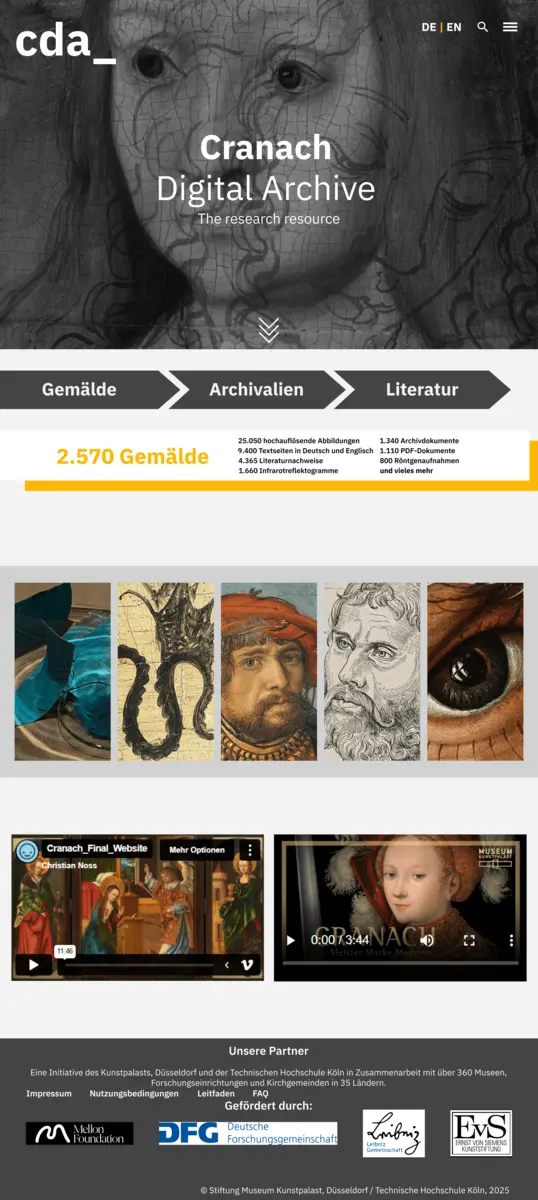 cda_
DE | EN
Cranach
Digital Archive
The research resource
Gemälde
Archivalien
Literatur
2.570 Gemälde
25.050 hochauflösende Abbildungen
9.400 Textseiten in Deutsch und Englisch
4.365 Literaturnachweise
1.660 Infrarotreflektogramme
1.340 Archivdokumente
1.110 PDF-Dokumente
800 Röntgenaufnahmen
und vieles mehr
Cranach_Final_Website
Mehr Optionen
Christian Noss
11:46
MUSEUM
KUNSTPALAST
CRANACH
Meister Marke Moderne
0:00 / 3:44
Unsere Partner
Eine Initiative des Kunstpalasts, Düsseldorf und der Technischen Hochschule Köln in Zusammenarbeit mit über 360 Museen,
Forschungseinrichtungen und Kirchgemeinden in 35 Ländern.
Impressum
Nutzungsbedingungen
Leitfaden
FAQ
Gefördert durch:
Mellon
Foundation
DFG
Deutsche
Forschungsgemeinschaft
Leibniz
Leibniz
Gemeinschaft
EvS
ERNST VON SIEMENS
KUNSTSTIFTUNG
© Stiftung Museum Kunstpalast, Düsseldorf / Technische Hochschule Köln, 2025